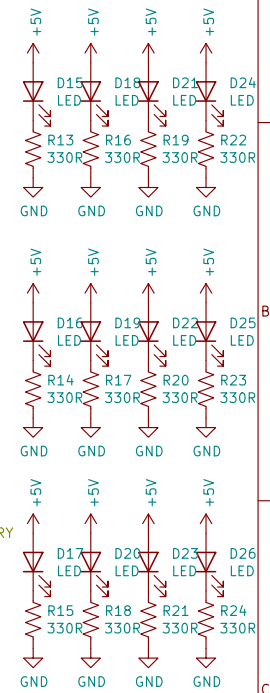 +5V +5V +5V +5V
D15 D18 D21 D24
LED LED LED LED
R13 R16 R19 R22
330R 330R 330R 330R
GND GND GND GND
+5V +5V +5V +5V
B
D16 D19 D22 D25
LED LED LED LED
R14 R17 R20 R23
330R 330R 330R 330R
GND GND GND GND
+5V +5V +5V +5V
RY
D17 D20 D23 D26
LED LED LED LED
R15 R18 R21 R24
330R 330R 330R 330R
GND GND GND GND
C